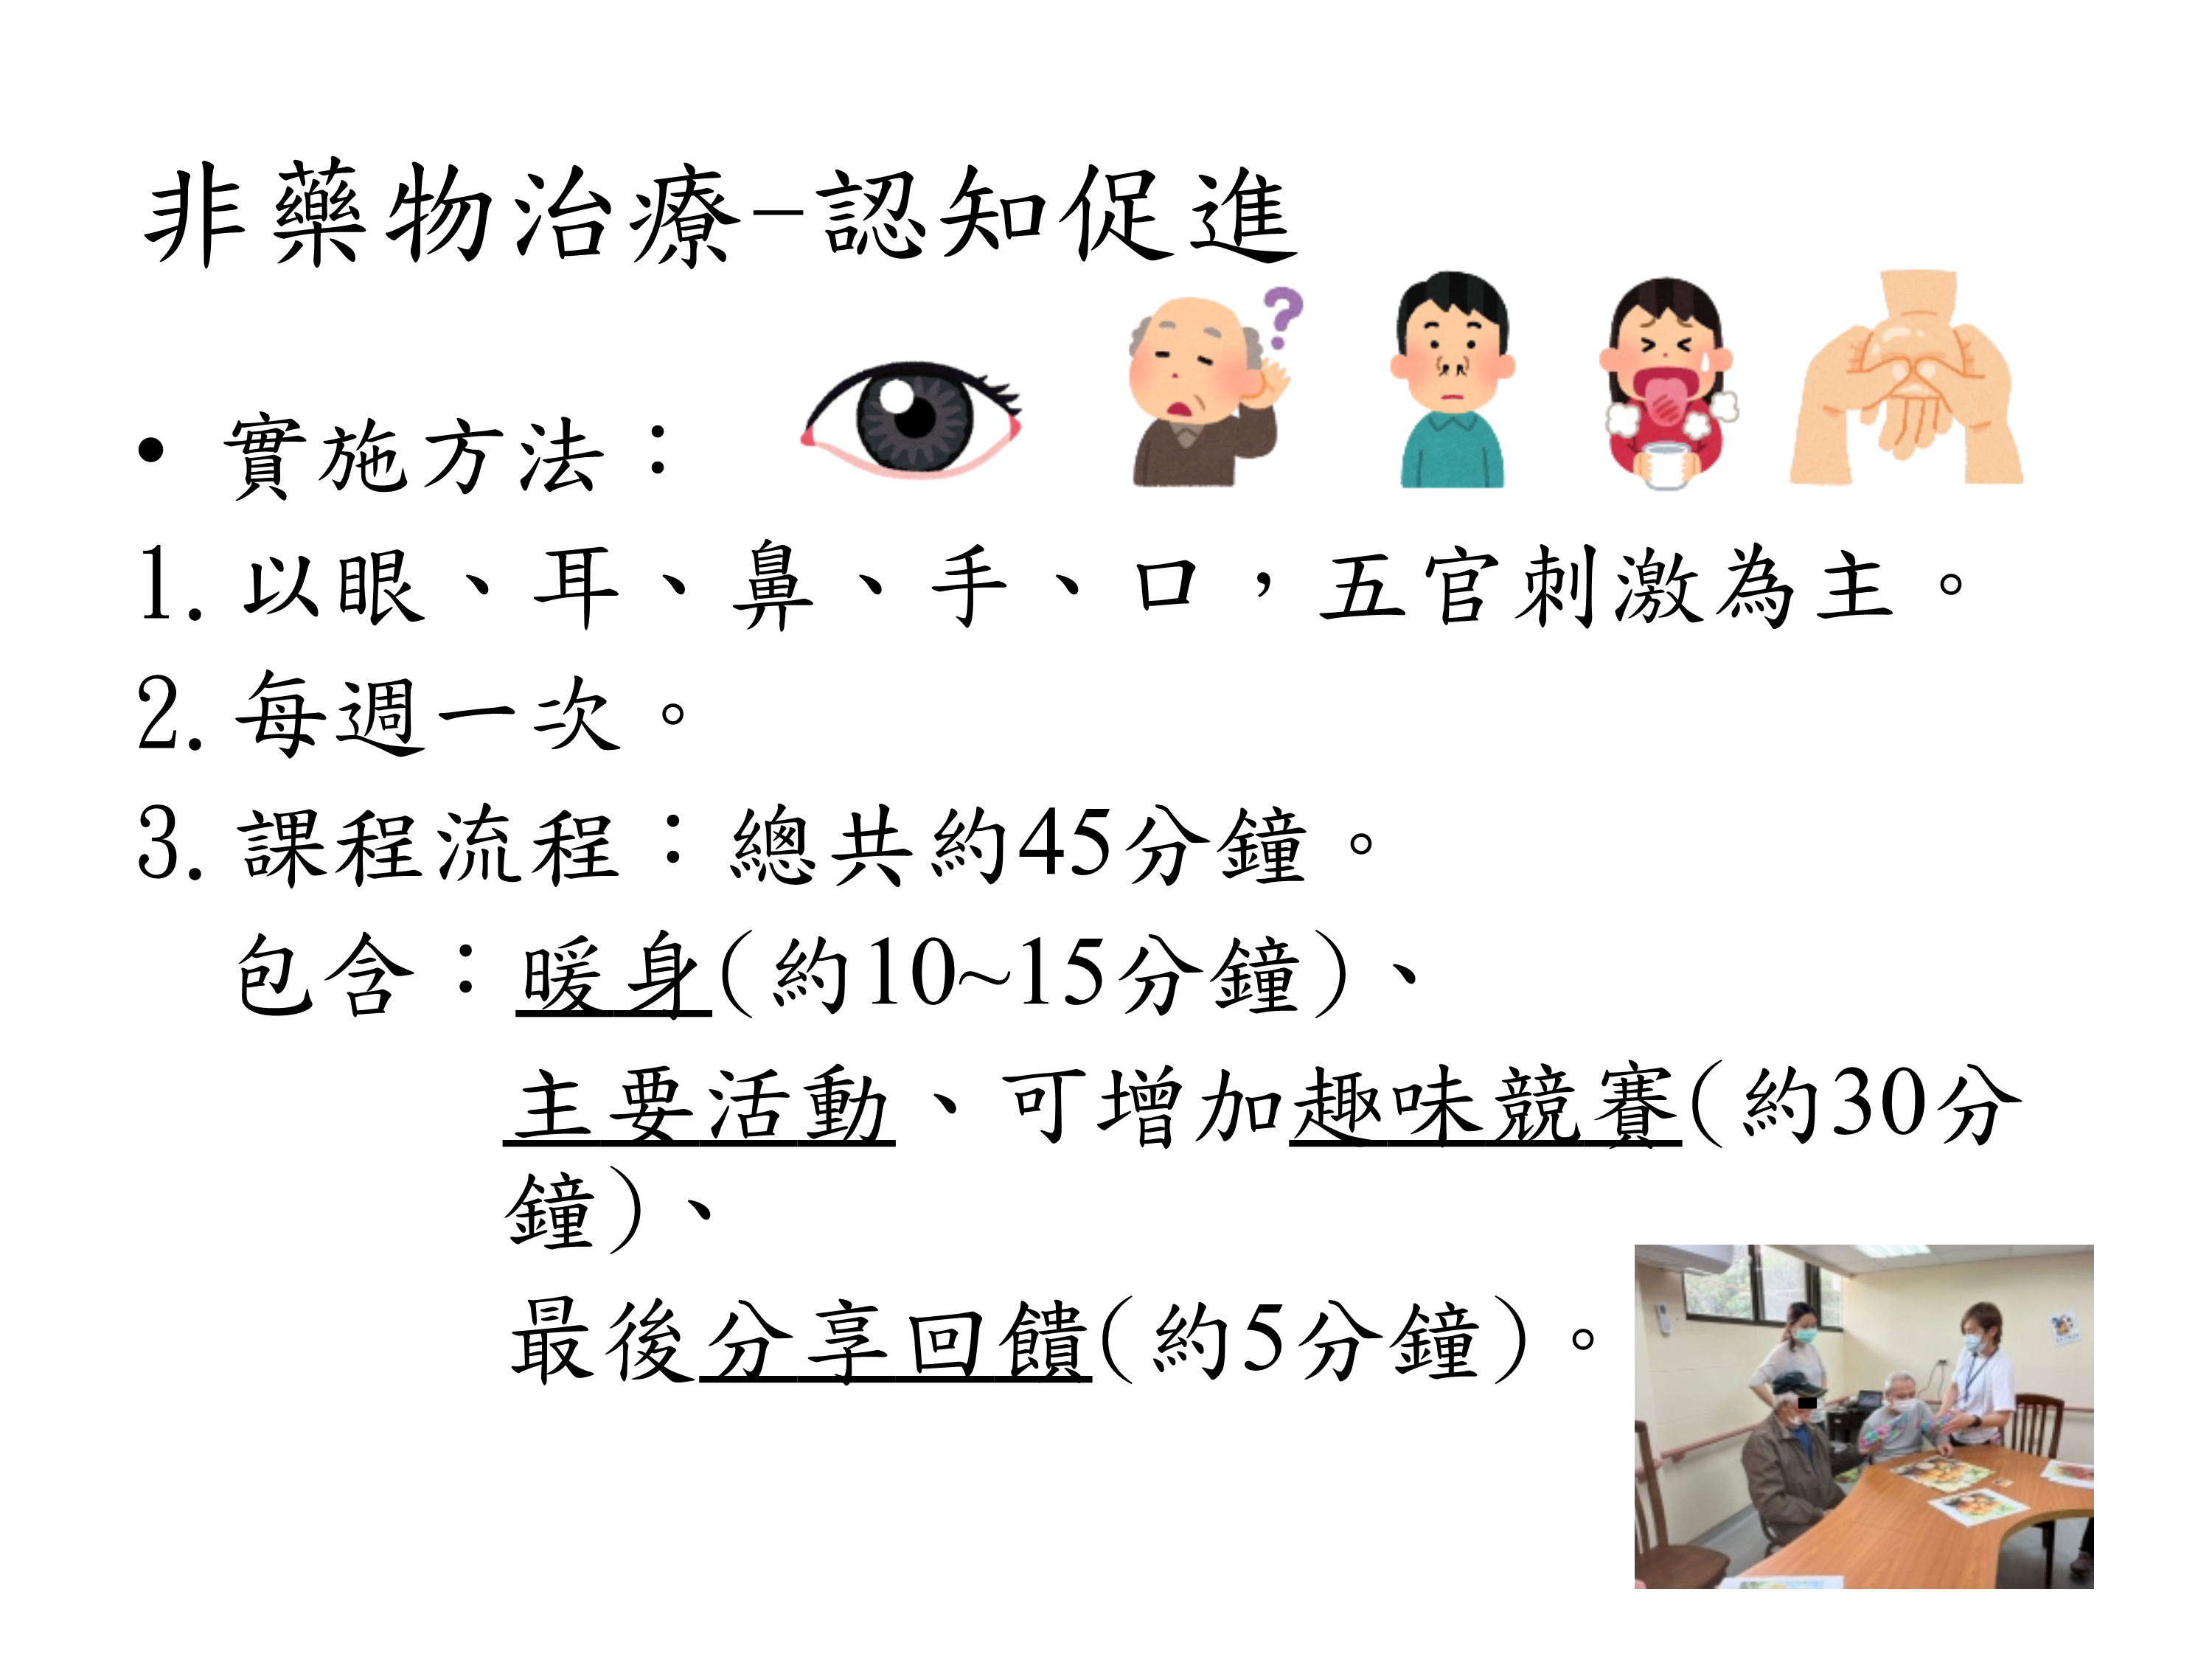 非藥物治療-認知促進
• 實施方法：
1.以眼、耳、鼻、手、口，五官刺激為主。
2.每週一次。
3.課程流程：總共約45分鐘。
包含：暖身(約10~15分鐘)、
主要活動、可增加趣味競賽(約30分
鐘)、
最後分享回饋(約5分鐘)。
?